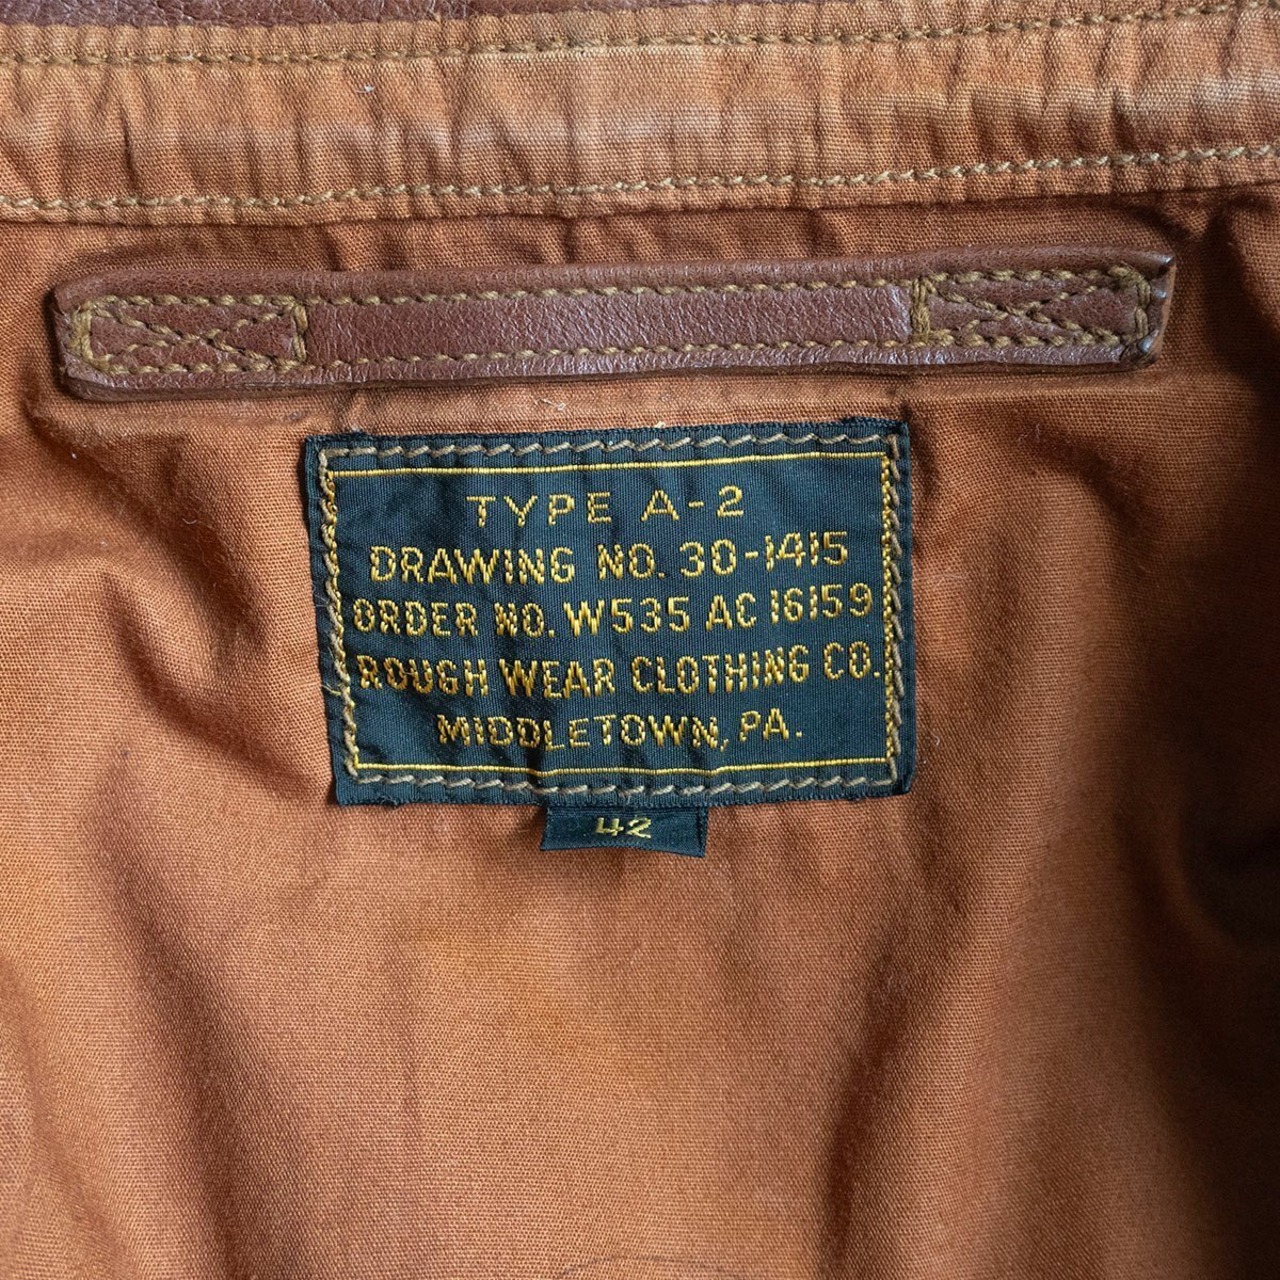 TYPE A-2
DRAWING NO. 30-1415
ORDER NO. W535 AC 16159
ROUGH WEAR CLOTHING CO.
MIDDLETOWN, PA.
42